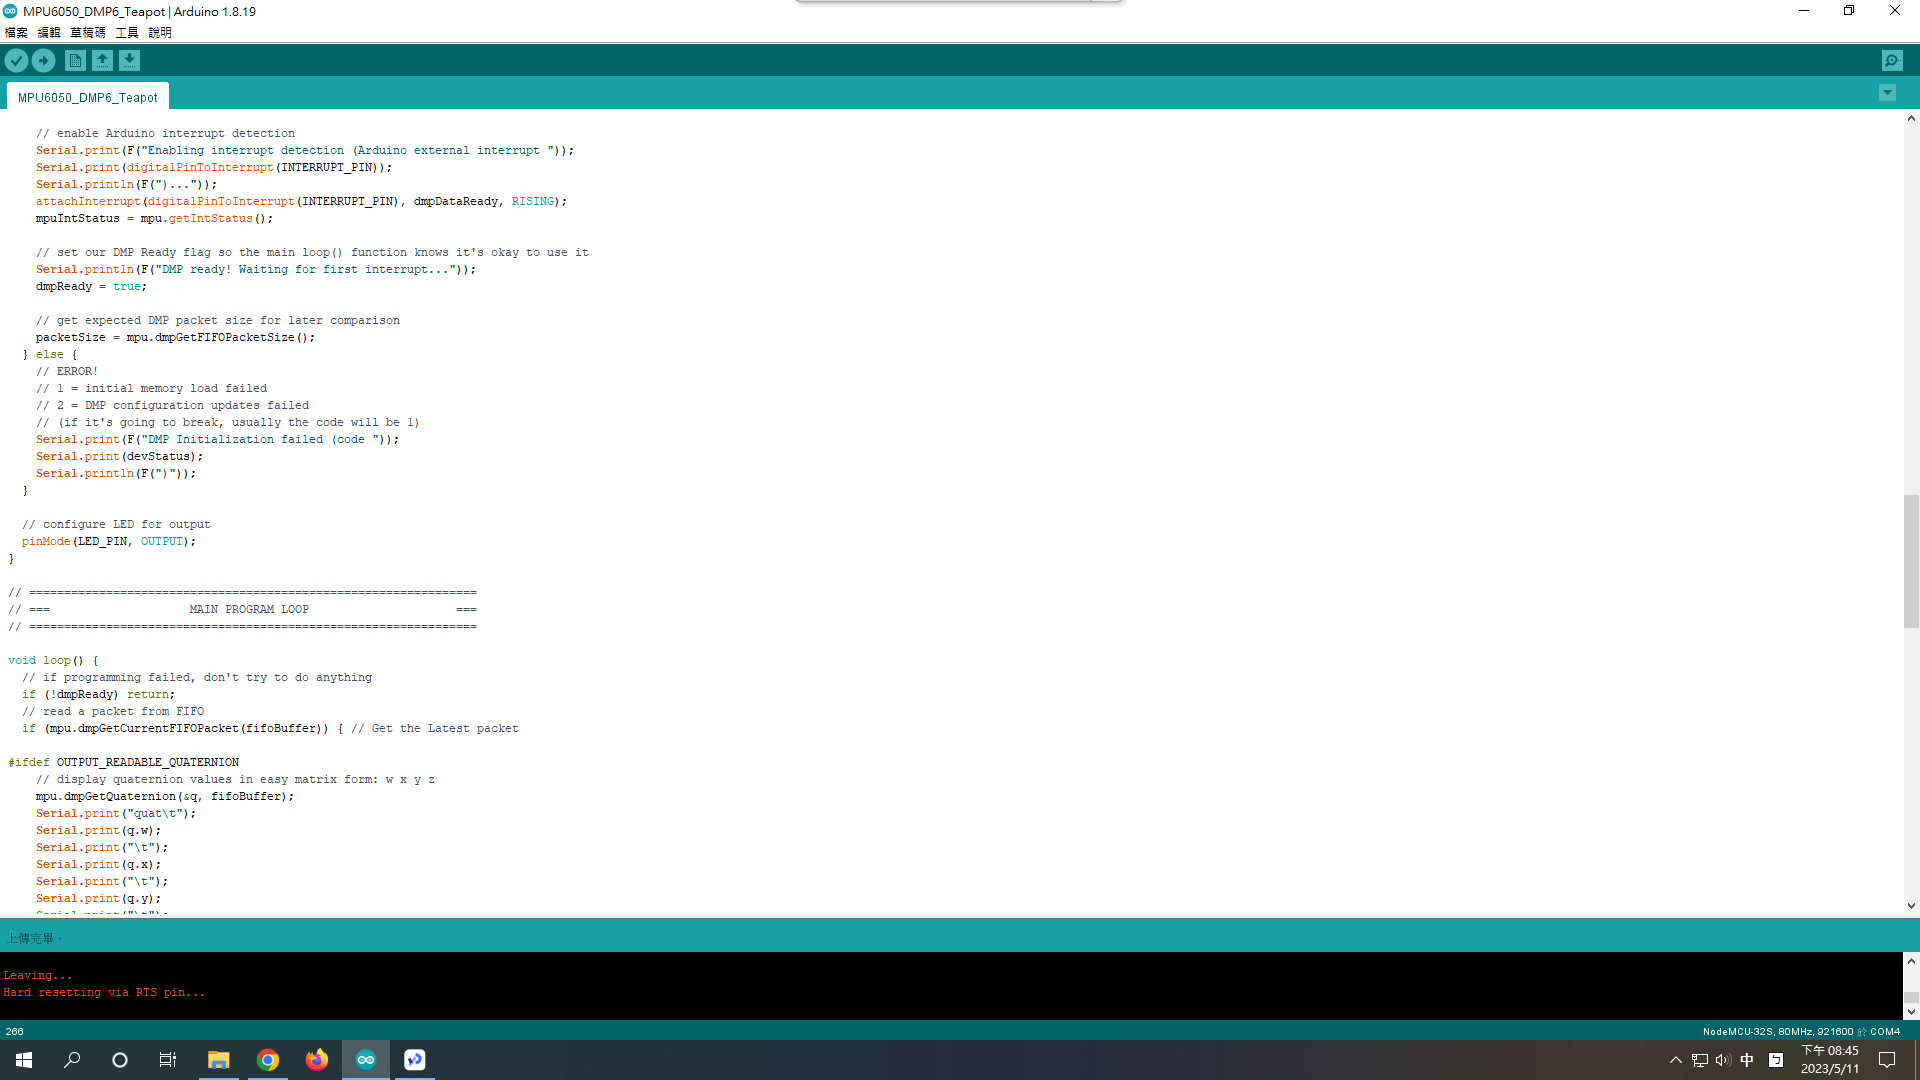 MPU6050_DMP6_Teapot | Arduino 1.8.19
檔案 編輯 草稿碼 工具 說明
MPU6050_DMP6_Teapot
// enable Arduino interrupt detection
Serial.print(F("Enabling interrupt detection (Arduino external interrupt "));
Serial.print(digitalPinToInterrupt(INTERRUPT_PIN));
Serial.println(F(")..."));
attachInterrupt(digitalPinToInterrupt(INTERRUPT_PIN), dmpDataReady, RISING);
mpuIntStatus = mpu.getIntStatus();
// set our DMP Ready flag so the main loop() function knows it's okay to use it
Serial.println(F("DMP ready! Waiting for first interrupt..."));
dmpReady = true;
// get expected DMP packet size for later comparison
packetSize = mpu.dmpGetFIFOPacketSize();
} else {
// ERROR!
// 1 = initial memory load failed
// 2 = DMP configuration updates failed
// (if it's going to break, usually the code will be 1)
Serial.print(F("DMP Initialization failed (code "));
Serial.print(devStatus);
Serial.println(F(")"));
}
// configure LED for output
pinMode(LED_PIN, OUTPUT);
}
// ================================================================
// ===                    MAIN PROGRAM LOOP                     ===
// ================================================================
void loop() {
// if programming failed, don't try to do anything
if (!dmpReady) return;
// read a packet from FIFO
if (mpu.dmpGetCurrentFIFOPacket(fifoBuffer)) { // Get the Latest packet
#ifdef OUTPUT_READABLE_QUATERNION
// display quaternion values in easy matrix form: w x y z
mpu.dmpGetQuaternion(&q, fifoBuffer);
Serial.print("quat\t");
Serial.print(q.w);
Serial.print("\t");
Serial.print(q.x);
Serial.print("\t");
Serial.print(q.y);
Serial.print("\t");
上傳完畢。
Leaving...
Hard resetting via RTS pin...
266
NodeMCU-32S, 80MHz, 921600 於 COM4
中
下午 08:45
2023/5/11